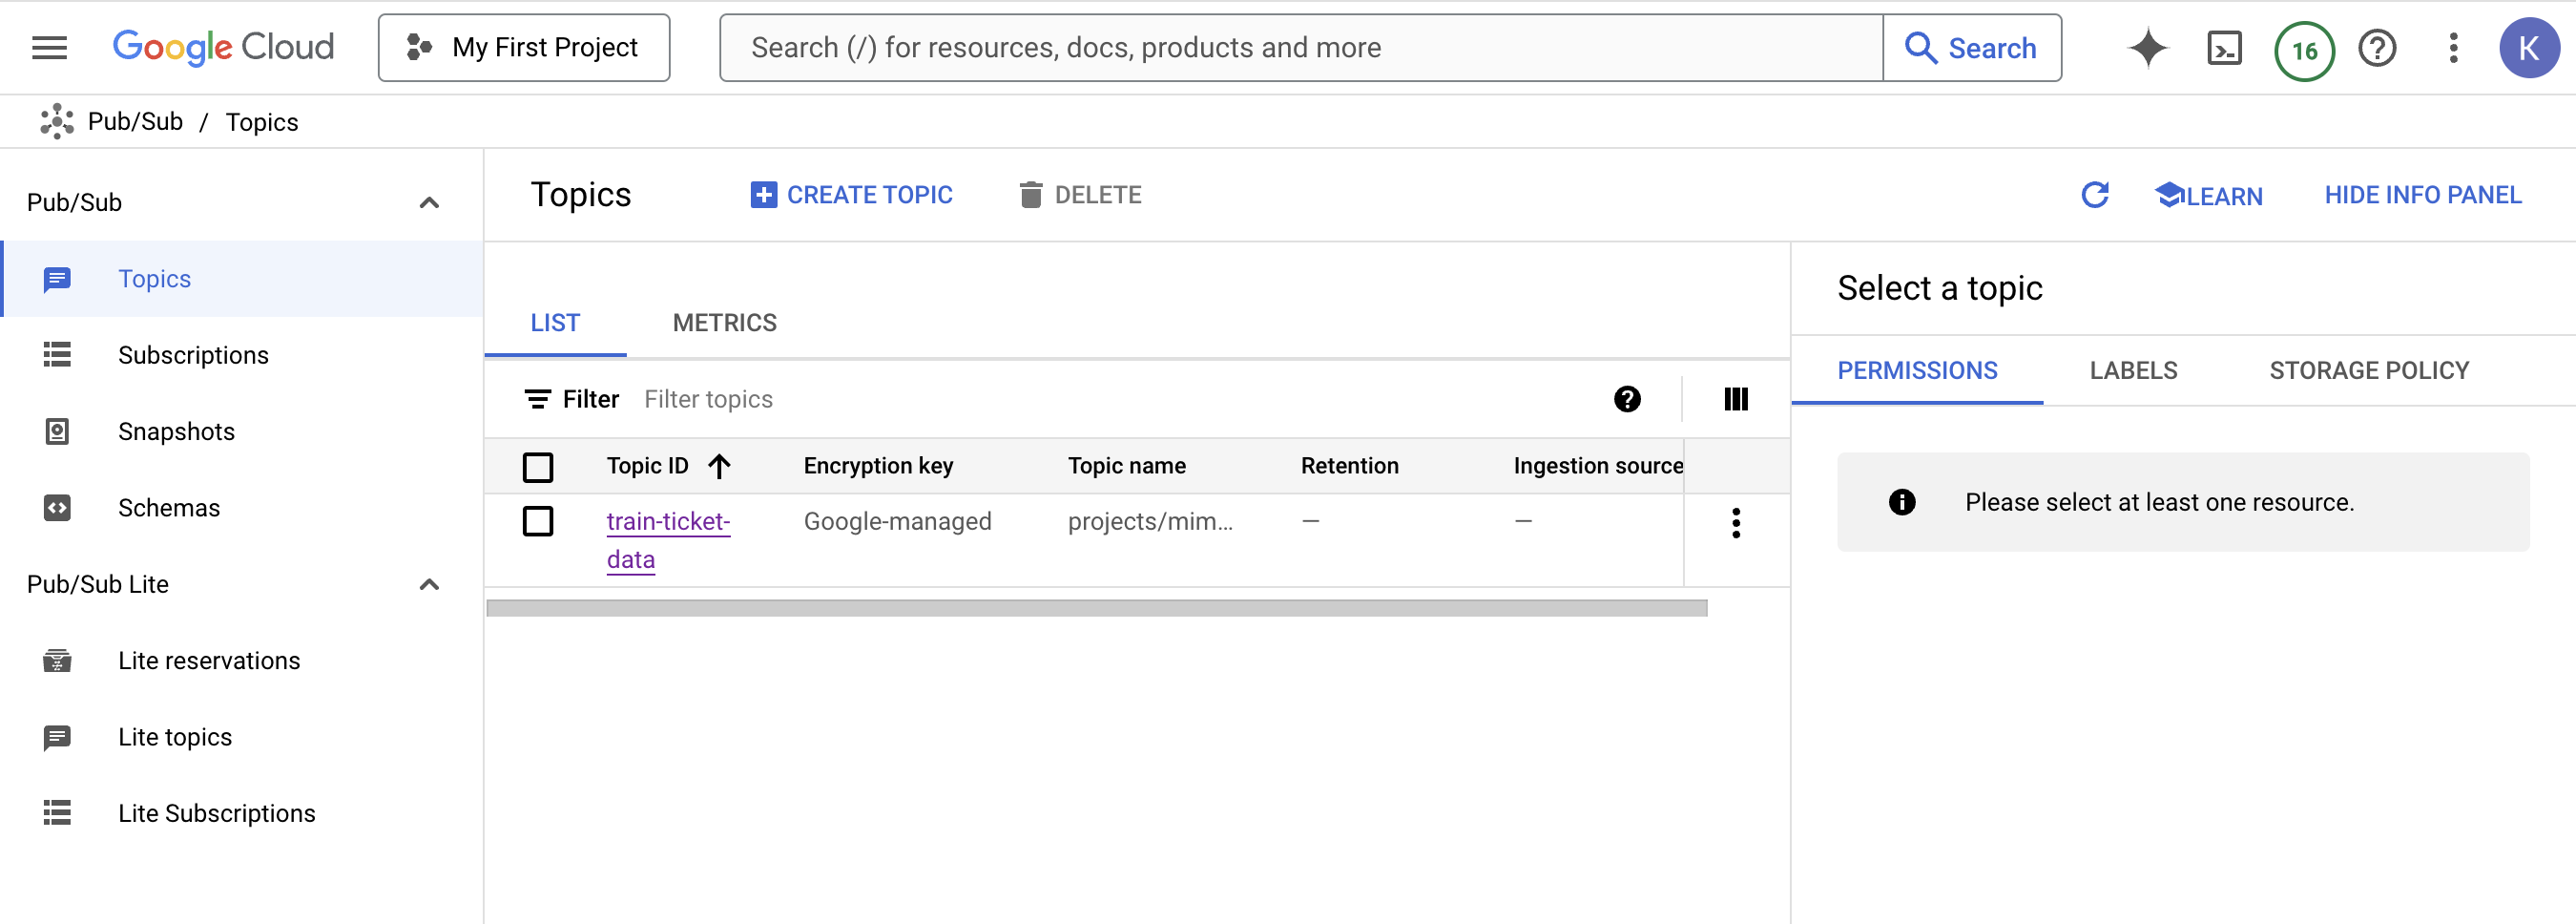 Google Cloud
My First Project
Search (/) for resources, docs, products and more
Search
16
K
Pub/Sub / Topics
Pub/Sub
Topics
Subscriptions
Snapshots
Schemas
Pub/Sub Lite
Lite reservations
Lite topics
Lite Subscriptions
Topics
CREATE TOPIC
DELETE
LEARN
HIDE INFO PANEL
LIST
METRICS
Filter Filter topics
Topic ID Encryption key Topic name Retention Ingestion source
train-ticket- Google-managed projects/mim... — —
data
Select a topic
PERMISSIONS
LABELS
STORAGE POLICY
Please select at least one resource.